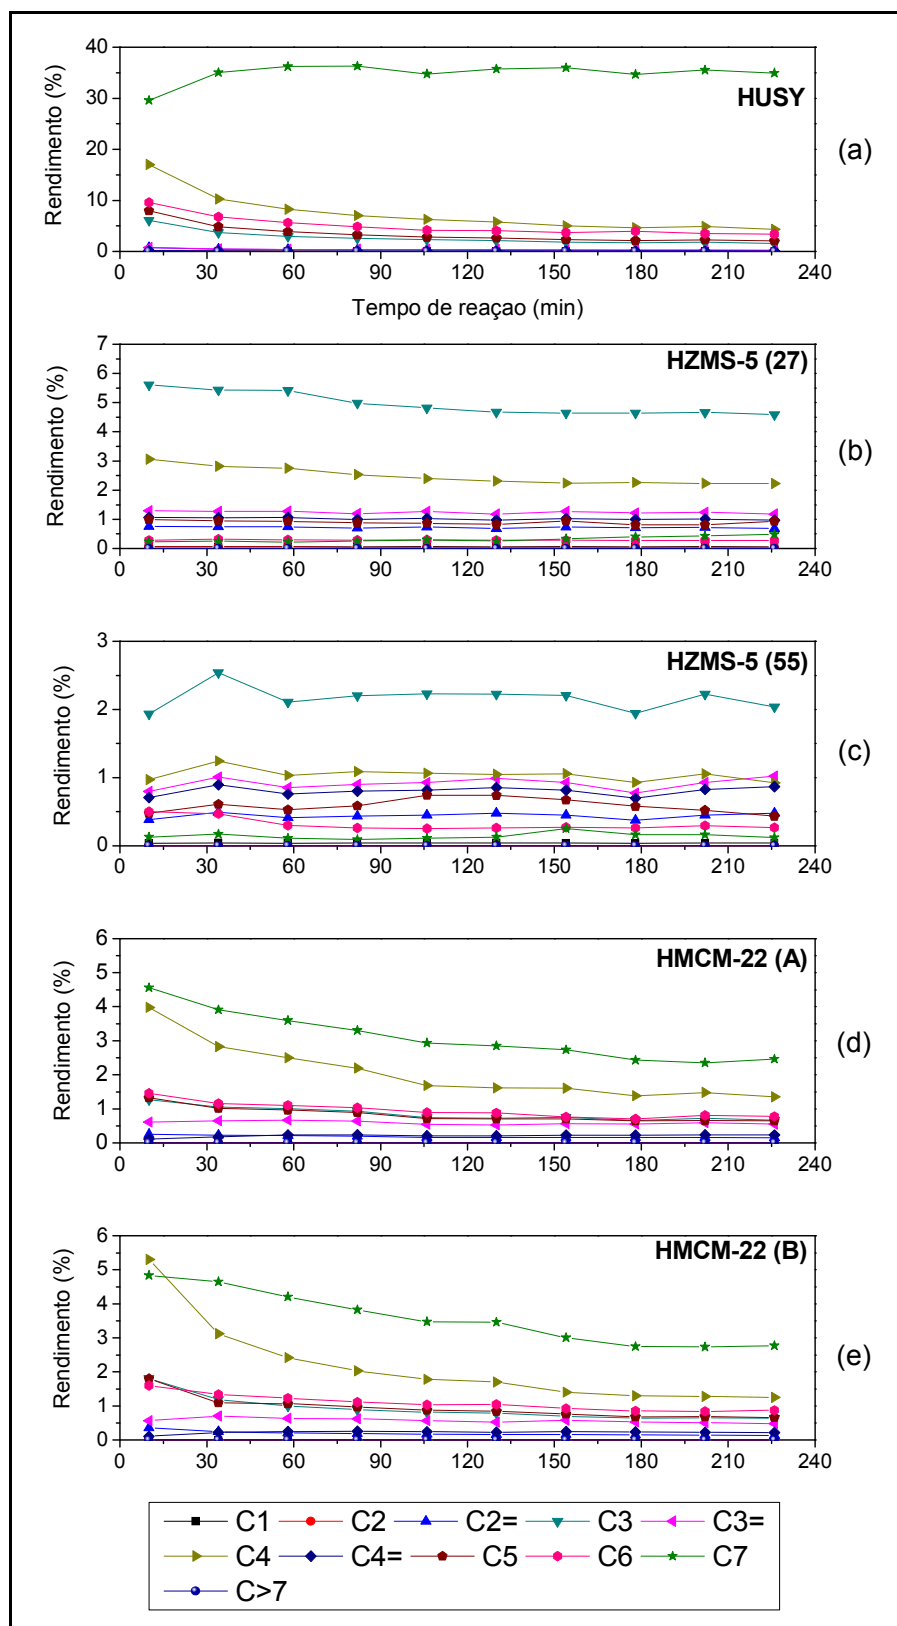 40
30
20
10
0
Rendimento (%)
HUSY
(a)
0 30 60 90 120 150 180 210 240
Tempo de reaçao (min)
7
6
5
4
3
2
1
0
Rendimento (%)
HZMS-5 (27)
(b)
0 30 60 90 120 150 180 210 240
3
2
1
0
Rendimento (%)
HZMS-5 (55)
(c)
0 30 60 90 120 150 180 210 240
6
5
4
3
2
1
0
Rendimento (%)
HMCM-22 (A)
(d)
0 30 60 90 120 150 180 210 240
6
5
4
3
2
1
0
Rendimento (%)
HMCM-22 (B)
(e)
0 30 60 90 120 150 180 210 240
C1 C2 C2= C3 C3=
C4 C4= C5 C6 C7
C>7